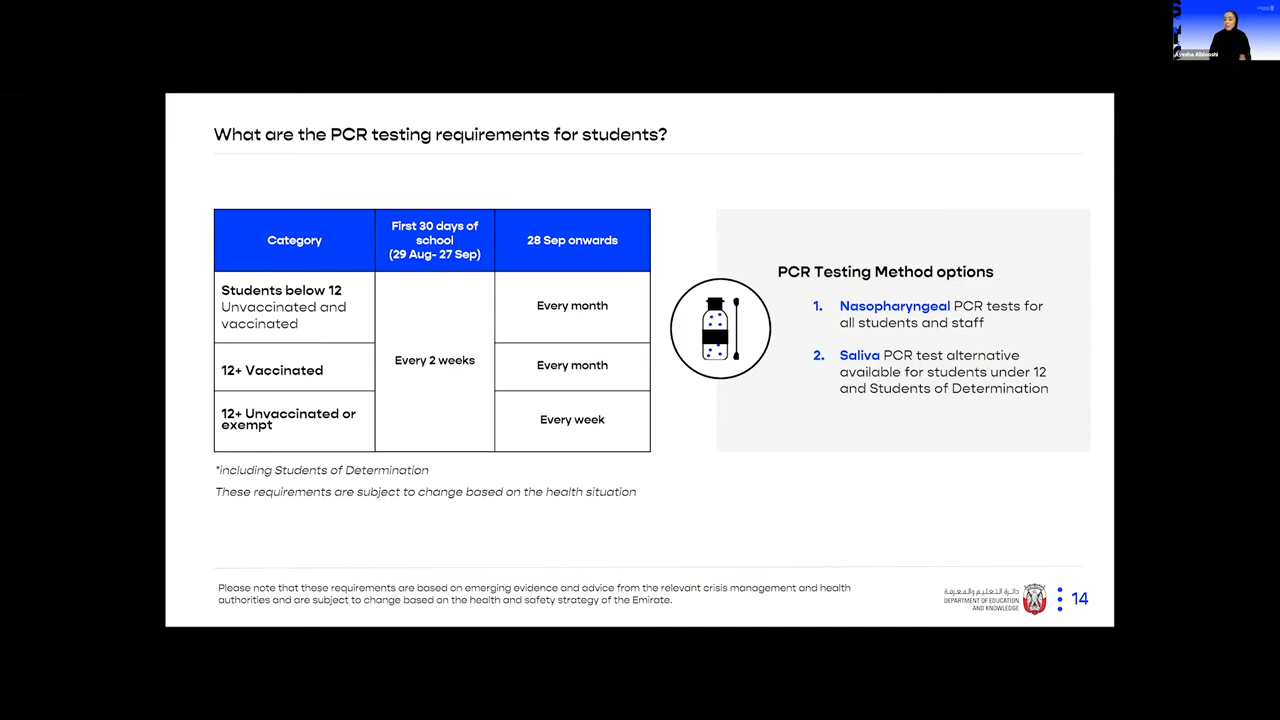 What are the PCR testing requirements for students?
Category
First 30 days of
school
(29 Aug- 27 Sep)
28 Sep onwards
Students below 12
Unvaccinated and
vaccinated
Every 2 weeks
Every month
12+ Vaccinated
Every month
12+ Unvaccinated or
exempt
Every week
*including Students of Determination
These requirements are subject to change based on the health situation
PCR Testing Method options
1. Nasopharyngeal PCR tests for
all students and staff
2. Saliva PCR test alternative
available for students under 12
and Students of Determination
Please note that these requirements are based on emerging evidence and advice from the relevant crisis management and health
authorities and are subject to change based on the health and safety strategy of the Emirate.
دائرة التعليم والمعرفة
DEPARTMENT OF EDUCATION
AND KNOWLEDGE
14